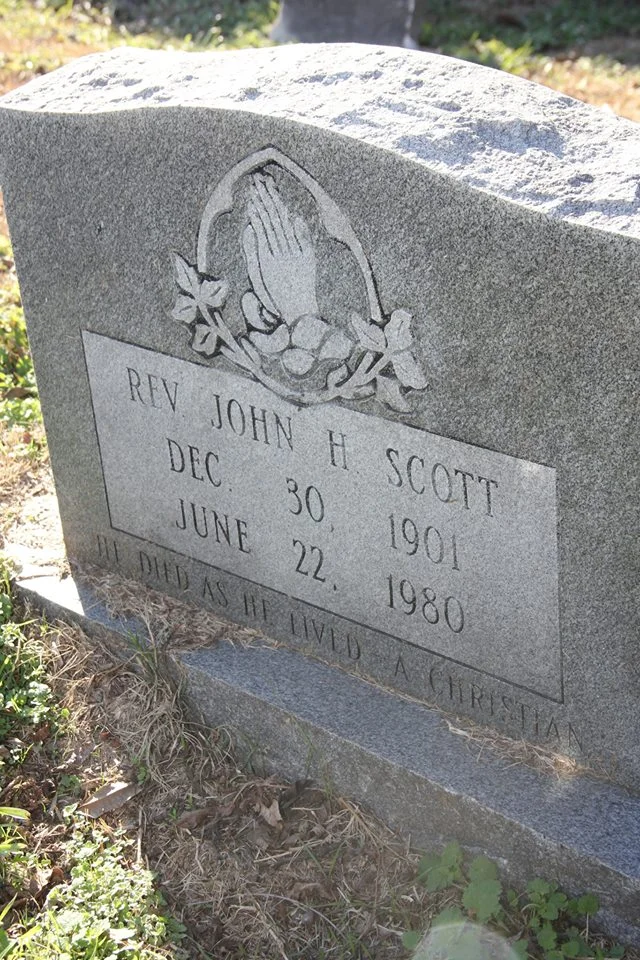 REV. JOHN H. SCOTT
DEC. 30, 1901
JUNE 22, 1980
HE DIED AS HE LIVED A CHRISTIAN